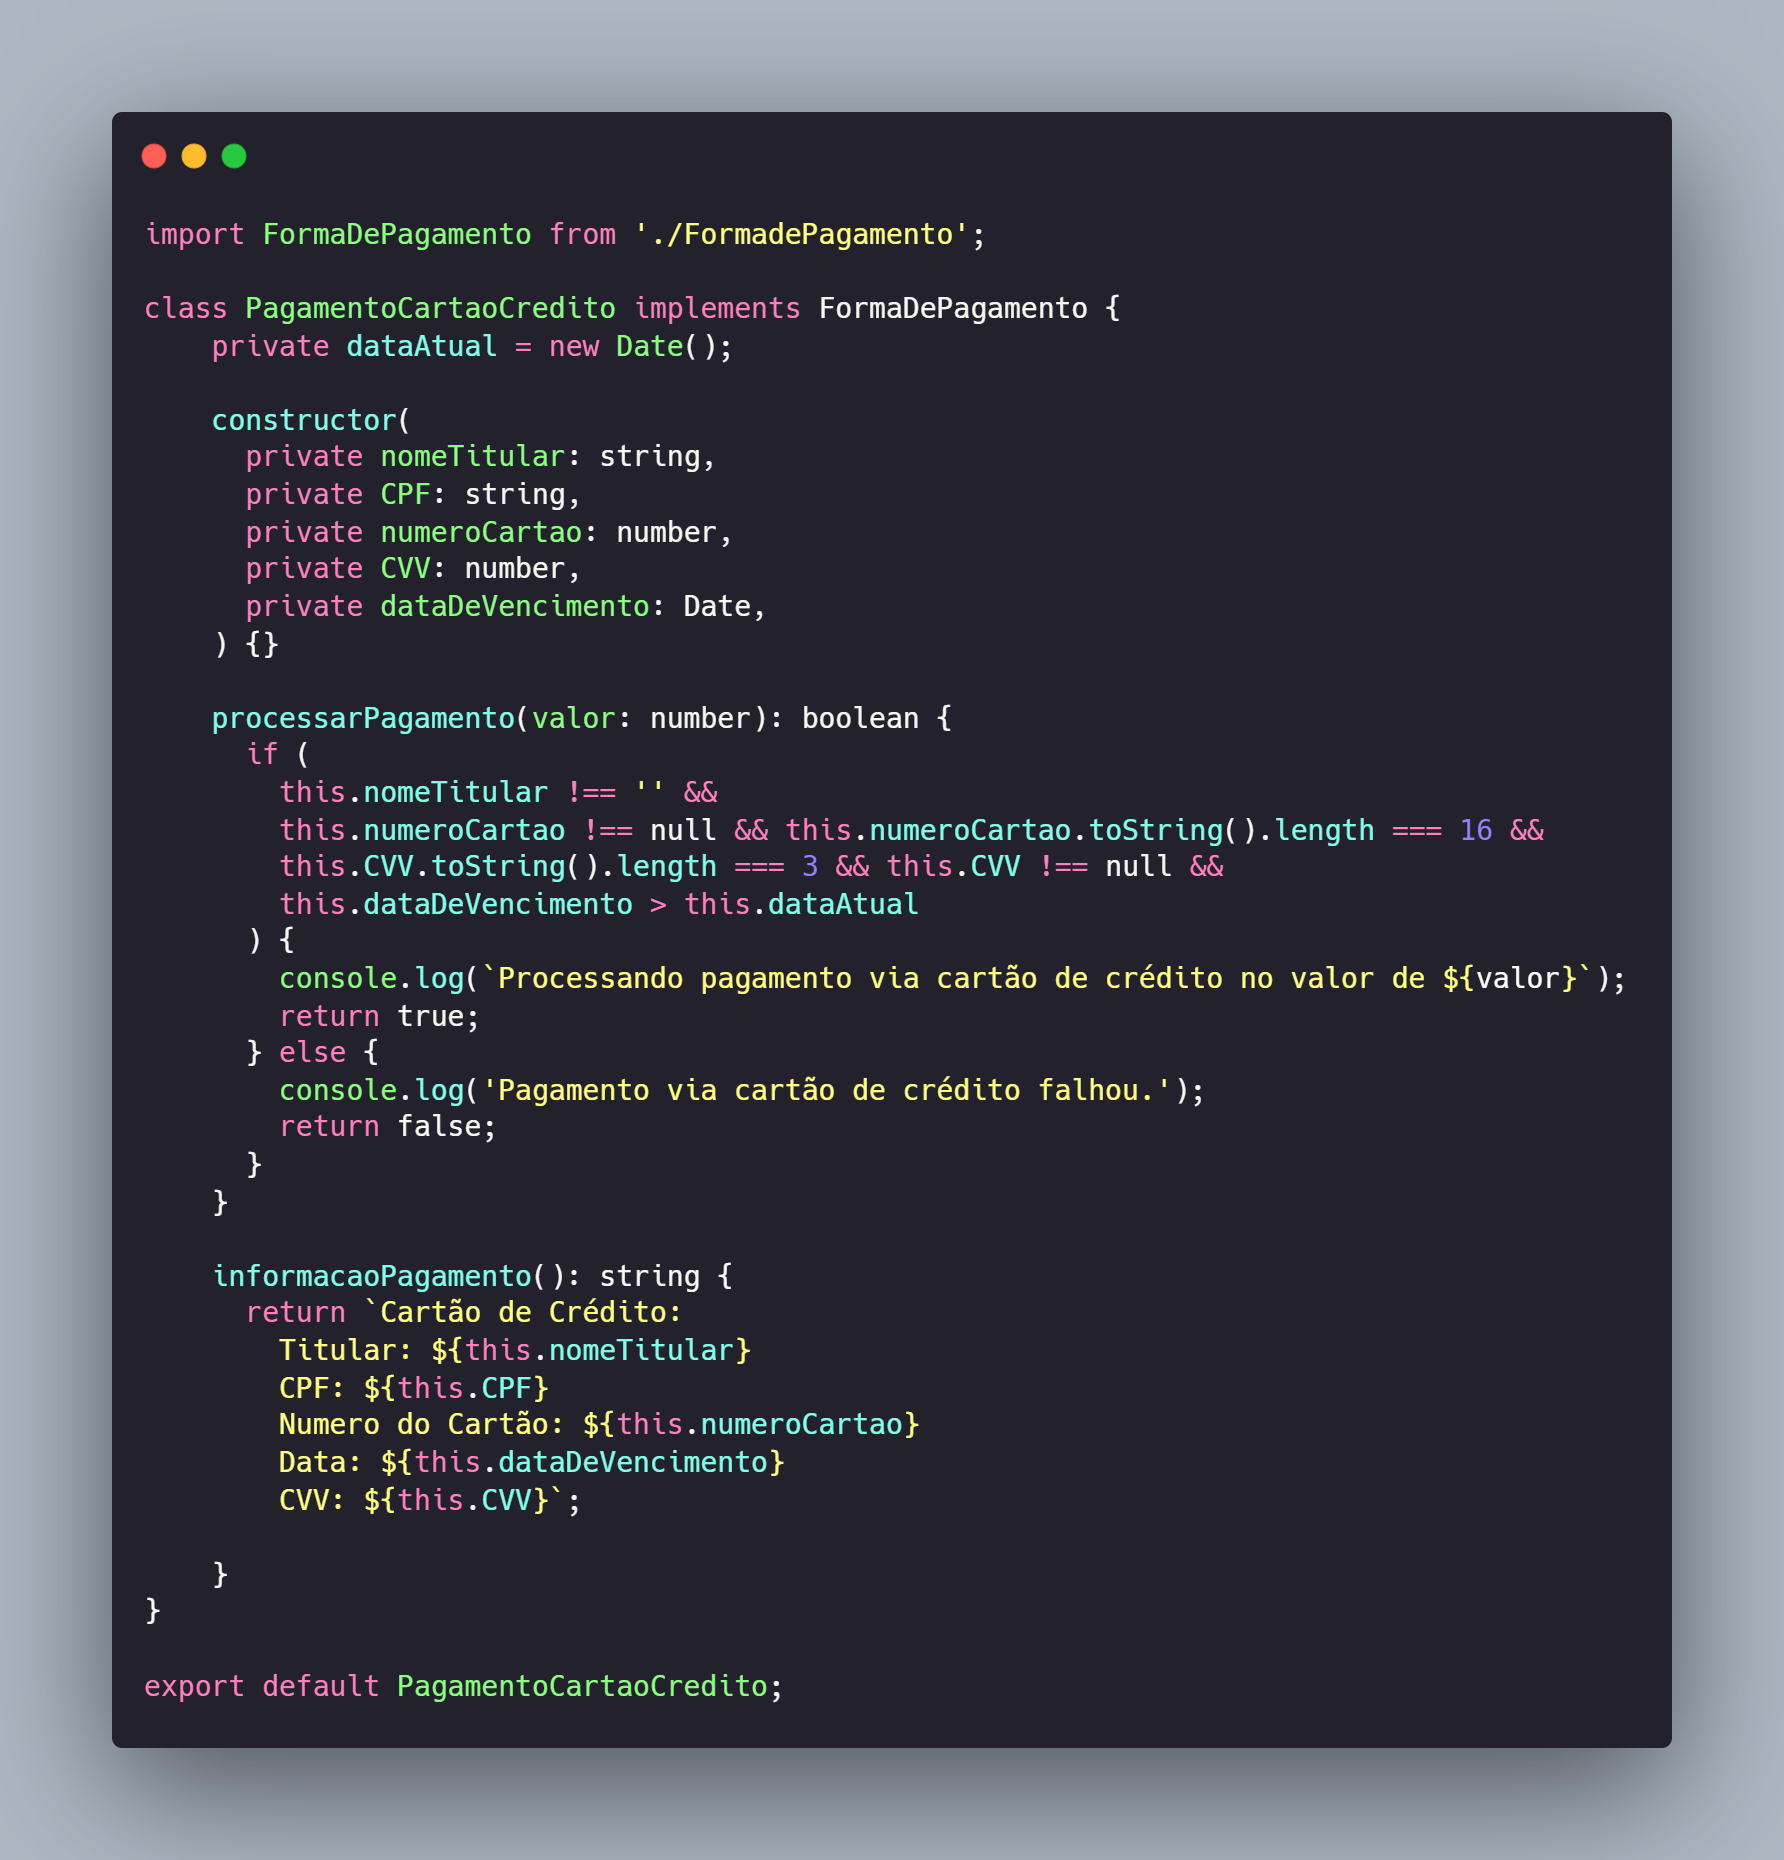 import FormaDePagamento from './FormadePagamento';

class PagamentoCartaoCredito implements FormaDePagamento {
    private dataAtual = new Date();

    constructor(
      private nomeTitular: string,
      private CPF: string,
      private numeroCartao: number,
      private CVV: number,
      private dataDeVencimento: Date,
    ) {}

    processarPagamento(valor: number): boolean {
      if (
        this.nomeTitular !== '' &&
        this.numeroCartao !== null && this.numeroCartao.toString().length === 16 &&
        this.CVV.toString().length === 3 && this.CVV !== null &&
        this.dataDeVencimento > this.dataAtual
      ) {
        console.log(`Processando pagamento via cartão de crédito no valor de ${valor}`);
        return true;
      } else {
        console.log('Pagamento via cartão de crédito falhou.');
        return false;
      }
    }

    informacaoPagamento(): string {
      return `Cartão de Crédito:
        Titular: ${this.nomeTitular}
        CPF: ${this.CPF}
        Numero do Cartão: ${this.numeroCartao}
        Data: ${this.dataDeVencimento}
        CVV: ${this.CVV}`;

    }
}

export default PagamentoCartaoCredito;